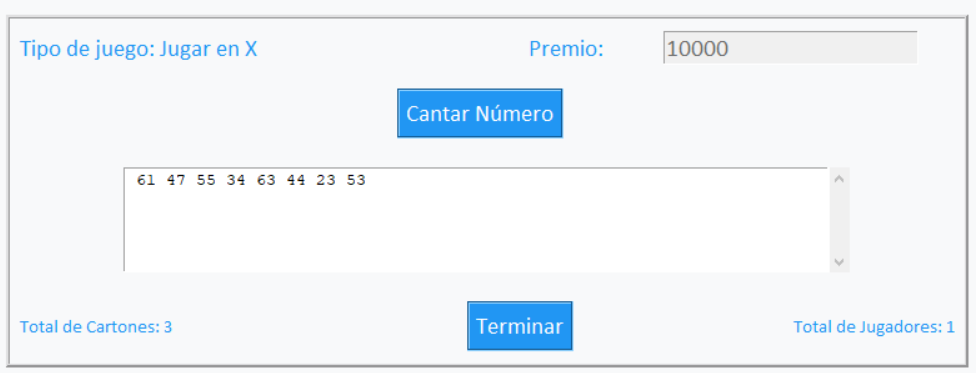 Tipo de juego: Jugar en X Premio: 10000
Cantar Número
61 47 55 34 63 44 23 53
Total de Cartones: 3 Terminar Total de Jugadores: 1